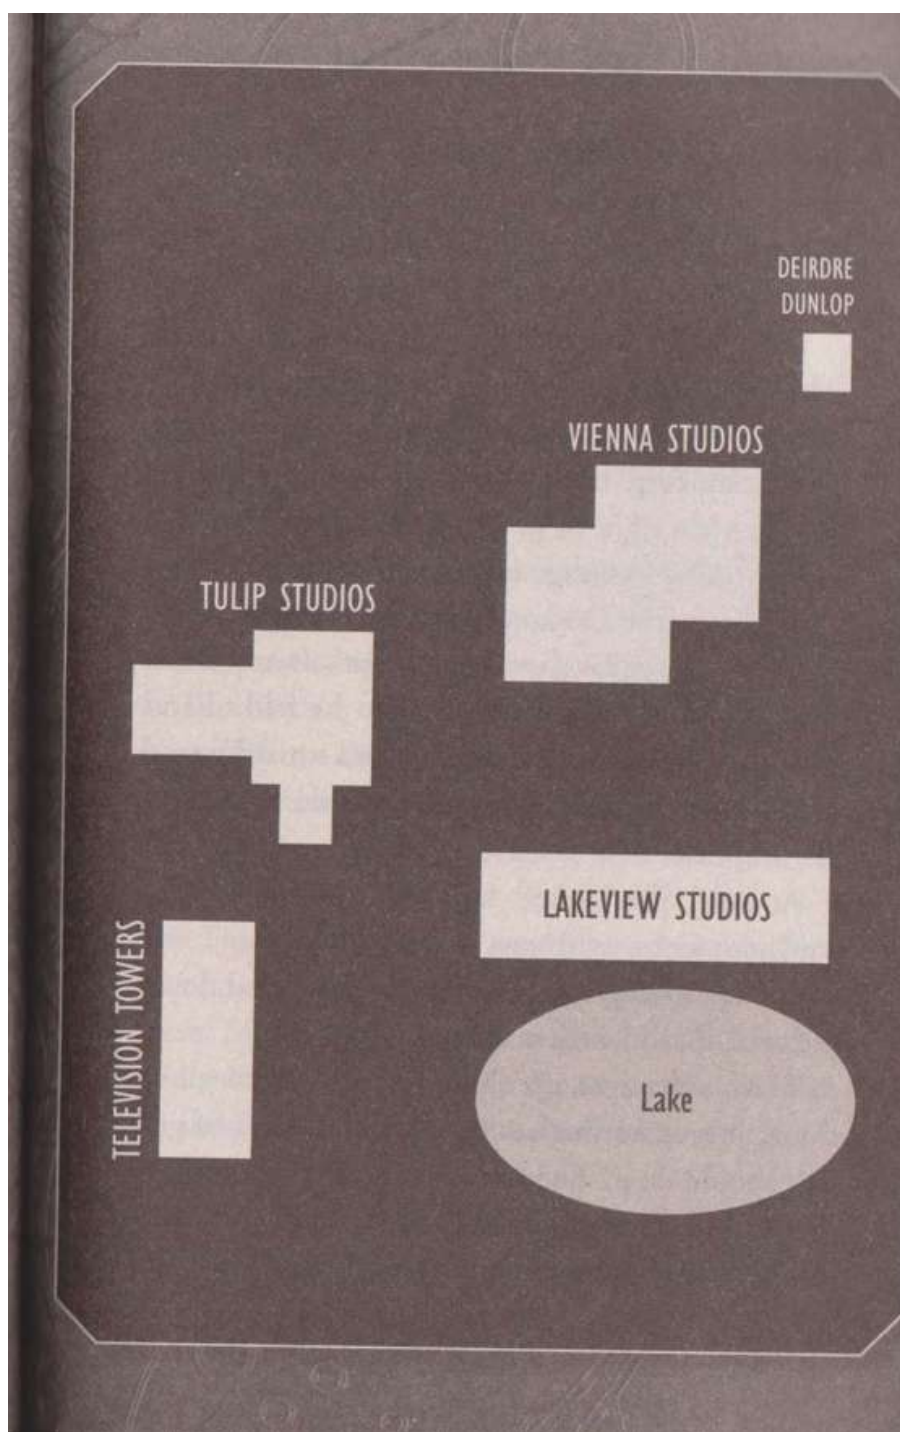 DEIRDRE
DUNLOP
VIENNA STUDIOS
TULIP STUDIOS
LAKEVIEW STUDIOS
TELEVISION TOWERS
Lake